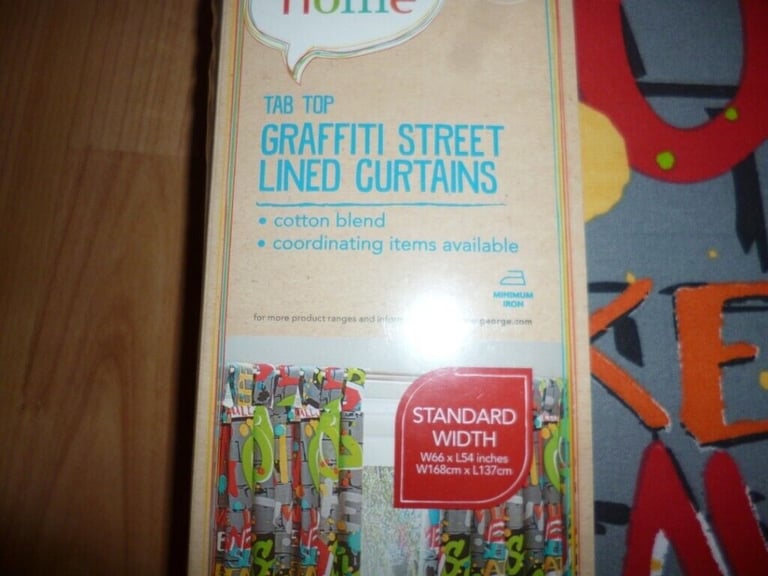 home
TAB TOP
GRAFFITI STREET
LINED CURTAINS
• cotton blend
• coordinating items available
MINIMUM
IRON
for more product ranges and george.com
STANDARD
WIDTH
W66 x L54 inches
W168cm x L137cm
KE